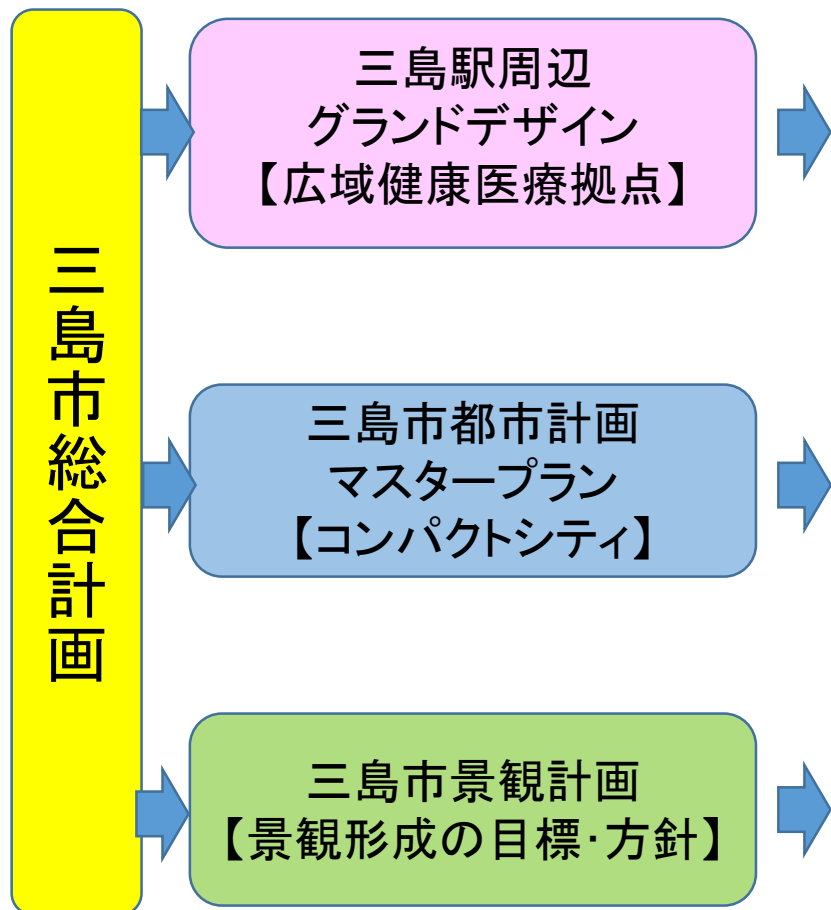 三島市総合計画
三島駅周辺
グランドデザイン
【広域健康医療拠点】
三島市都市計画
マスタープラン
【コンパクトシティ】
三島市景観計画
【景観形成の目標・方針】